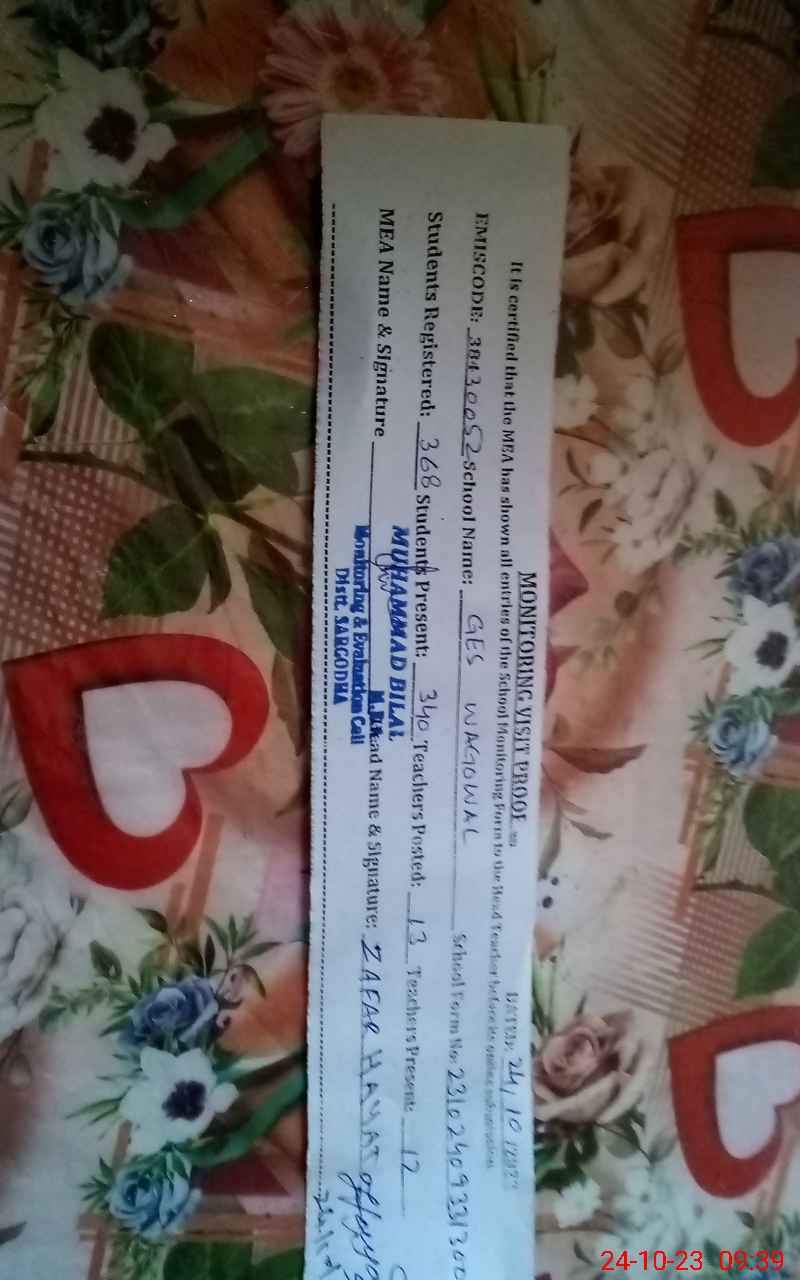 MONITORING VISIT PROOF
DATED: 24/10/2023
It is certified that the MEA has shown all entries of the School Monitoring Form to the Head Teacher before its online submission
EMISCODE: 38430052 School Name: GES WAGOWAL School Form No: 23102409331300
Students Registered: 368 Students Present: 340 Teachers Posted: 13 Teachers Present: 12
MEA Name & Signature Head Name & Signature: ZAFAR HAYAT
MUHAMMAD BILAL
Monitoring & Evaluation Cell
Distt. SARGODHA
24-10-23 09:39